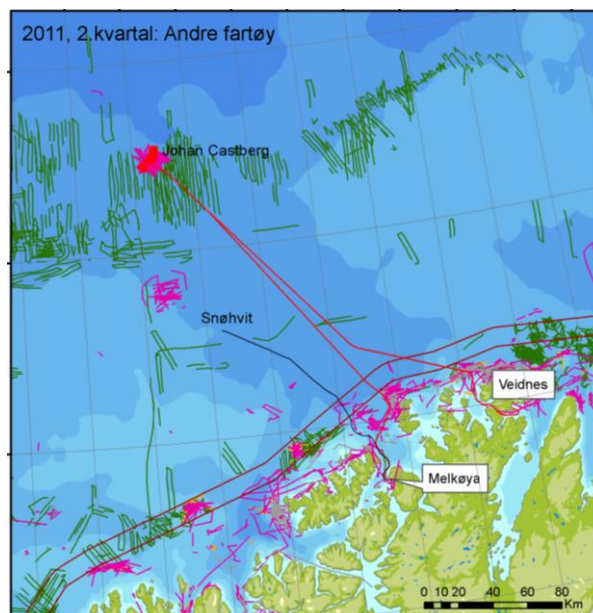 2011, 2.kvartal: Andre fartøy
Johan Castberg
Snøhvit
Veidnes
Melkøya
0 10 20 40 60 80
Km